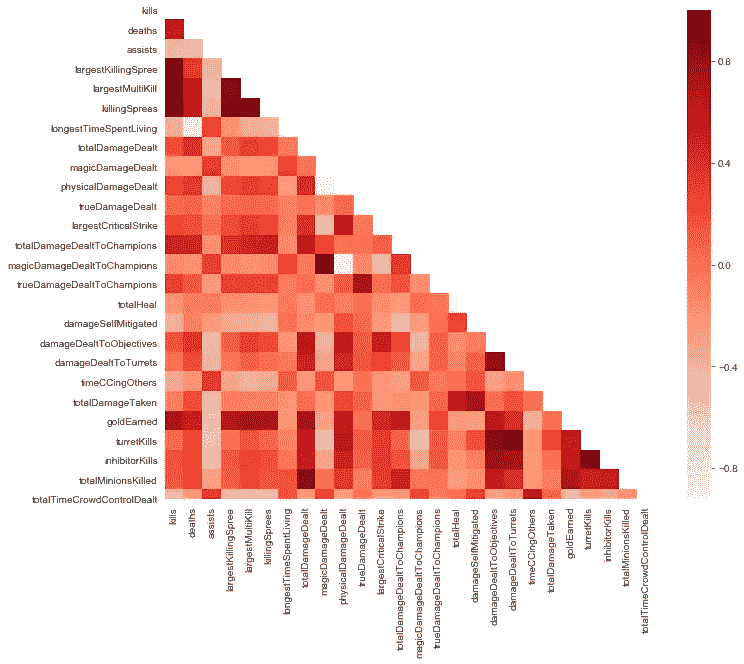 kills
deaths
assists
largestKillingSpree
largestMultiKill
killingSprees
longestTimeSpentLiving
totalDamageDealt
magicDamageDealt
physicalDamageDealt
trueDamageDealt
largestCriticalStrike
totalDamageDealtToChampions
magicDamageDealtToChampions
trueDamageDealtToChampions
totalHeal
damageSelfMitigated
damageDealtToObjectives
damageDealtToTurrets
timeCCingOthers
totalDamageTaken
goldEarned
turretKills
inhibitorKills
totalMinionsKilled
totalTimeCrowdControlDealt
kills
deaths
assists
largestKillingSpree
largestMultiKill
killingSprees
longestTimeSpentLiving
totalDamageDealt
magicDamageDealt
physicalDamageDealt
trueDamageDealt
largestCriticalStrike
totalDamageDealtToChampions
magicDamageDealtToChampions
trueDamageDealtToChampions
totalHeal
damageSelfMitigated
damageDealtToObjectives
damageDealtToTurrets
timeCCingOthers
totalDamageTaken
goldEarned
turretKills
inhibitorKills
totalMinionsKilled
totalTimeCrowdControlDealt
0.8
0.4
0.0
-0.4
-0.8